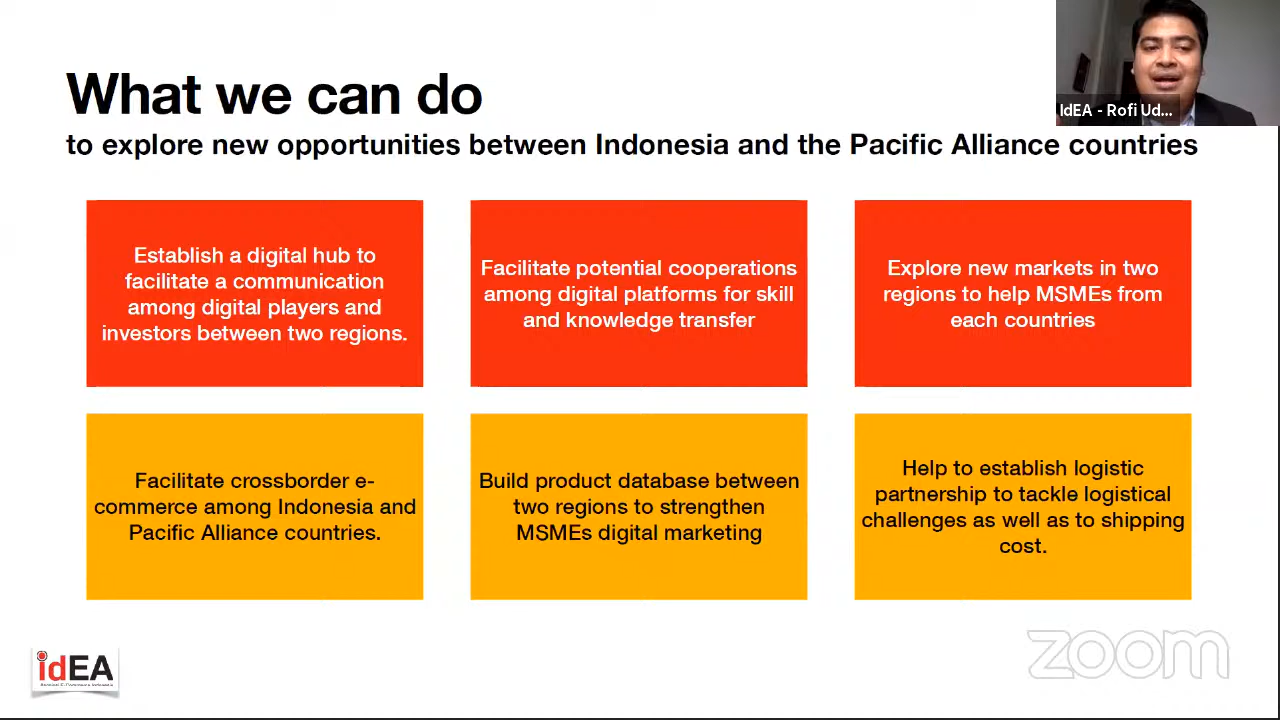 What we can do
to explore new opportunities between Indonesia and the Pacific Alliance countries
IdEA - Rofi Ud...
Establish a digital hub to
facilitate a communication
among digital players and
investors between two regions.
Facilitate potential cooperations
among digital platforms for skill
and knowledge transfer
Explore new markets in two
regions to help MSMEs from
each countries
Facilitate crossborder e-
commerce among Indonesia and
Pacific Alliance countries.
Build product database between
two regions to strengthen
MSMEs digital marketing
Help to establish logistic
partnership to tackle logistical
challenges as well as to shipping
cost.
idEA
zoom